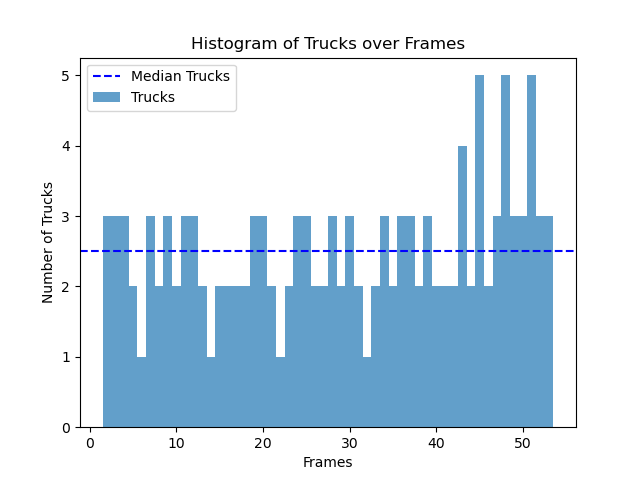 Histogram of Trucks over Frames
Median Trucks
Trucks
Number of Trucks
5
4
3
2
1
0
0 10 20 30 40 50
Frames